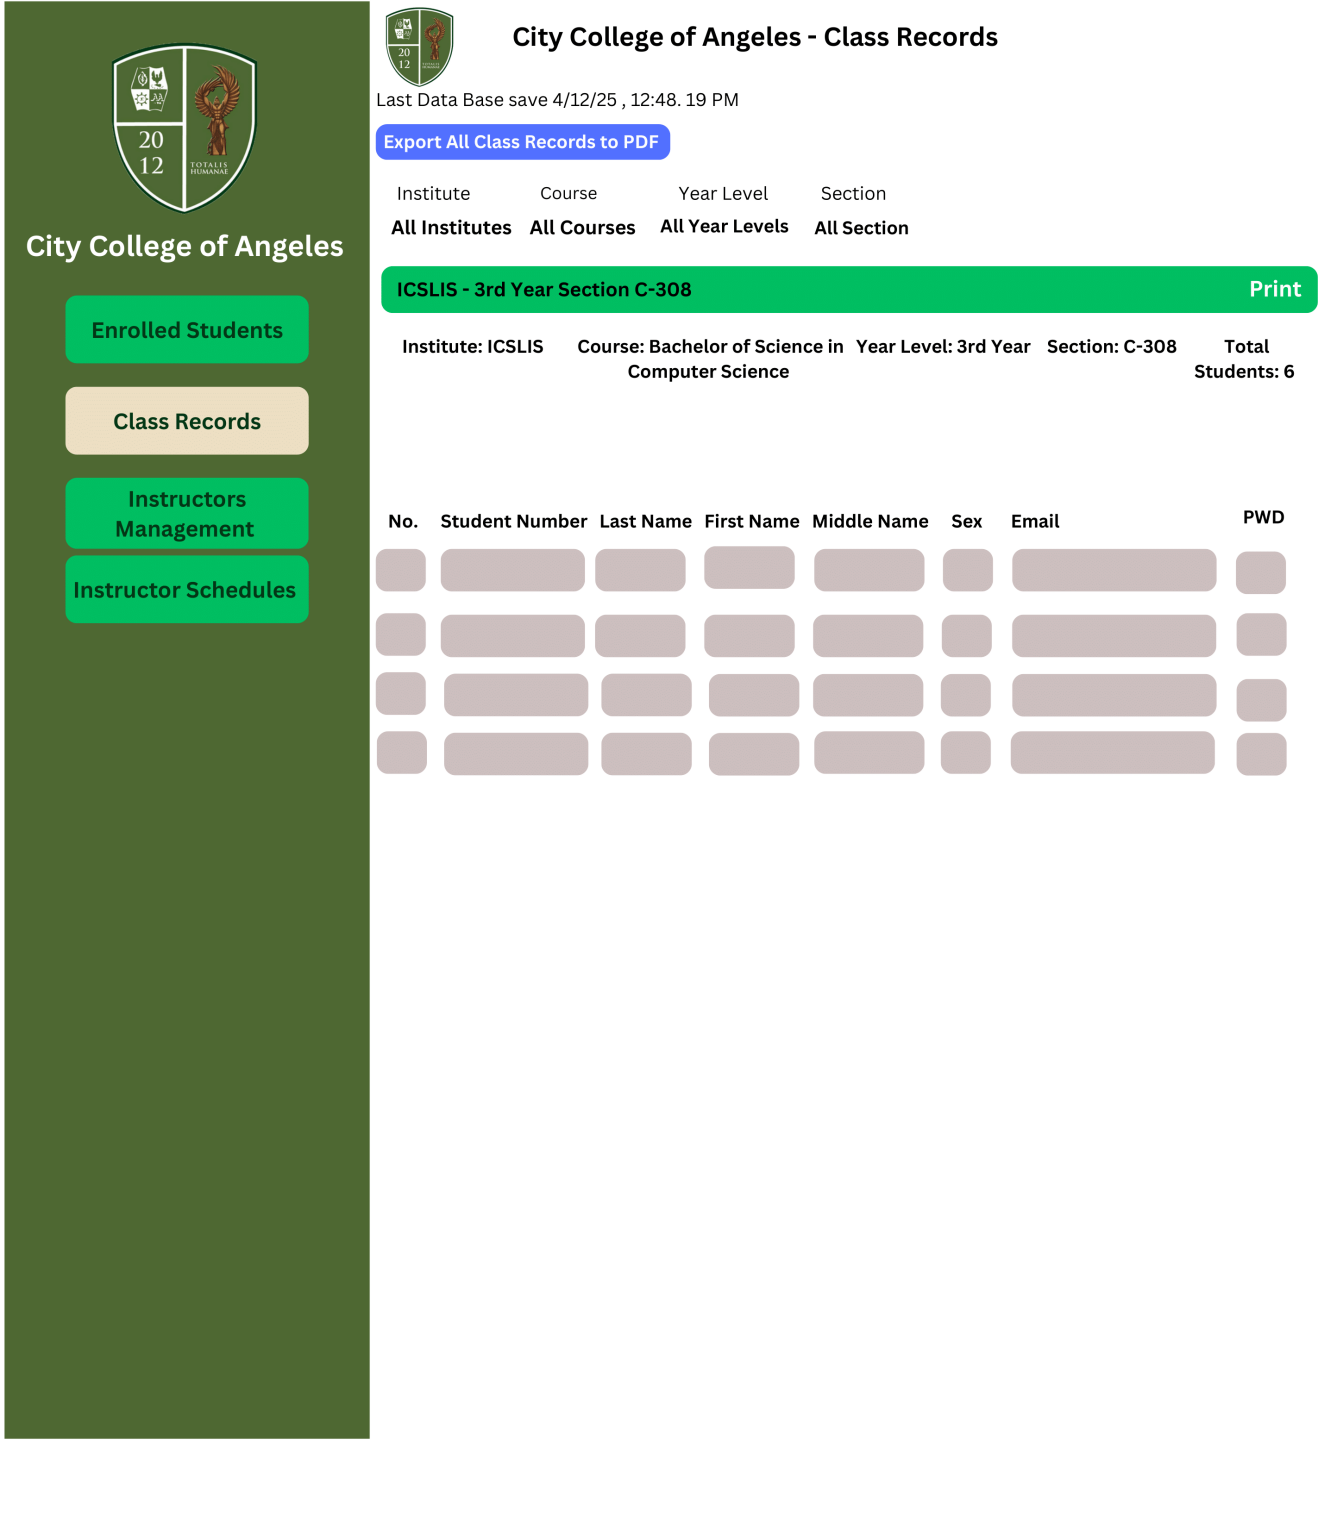 20
12
TOTALIS
HUMANAE
City College of Angeles
Enrolled Students
Class Records
Instructors
Management
Instructor Schedules
20
12
TOTALIS
HUMANAE
City College of Angeles - Class Records
Last Data Base save 4/12/25 , 12:48. 19 PM
Export All Class Records to PDF
Institute Course Year Level Section
All Institutes All Courses All Year Levels All Section
ICSLIS - 3rd Year Section C-308 Print
Institute: ICSLIS Course: Bachelor of Science in Year Level: 3rd Year Section: C-308 Total
Computer Science Students: 6
No. Student Number Last Name First Name Middle Name Sex Email PWD